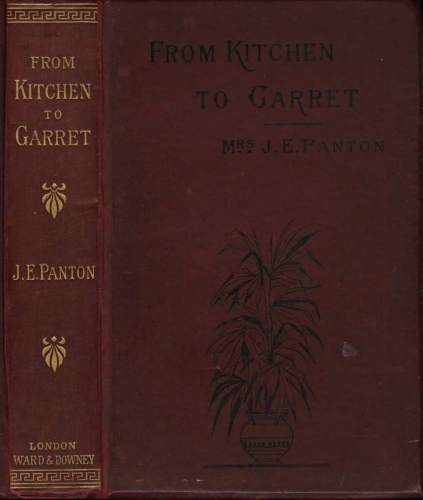 FROM
KITCHEN
TO
GARRET
J.E. PANTON
LONDON
WARD & DOWNEY
FROM KITCHEN
TO GARRET
MRS J.E. PANTON